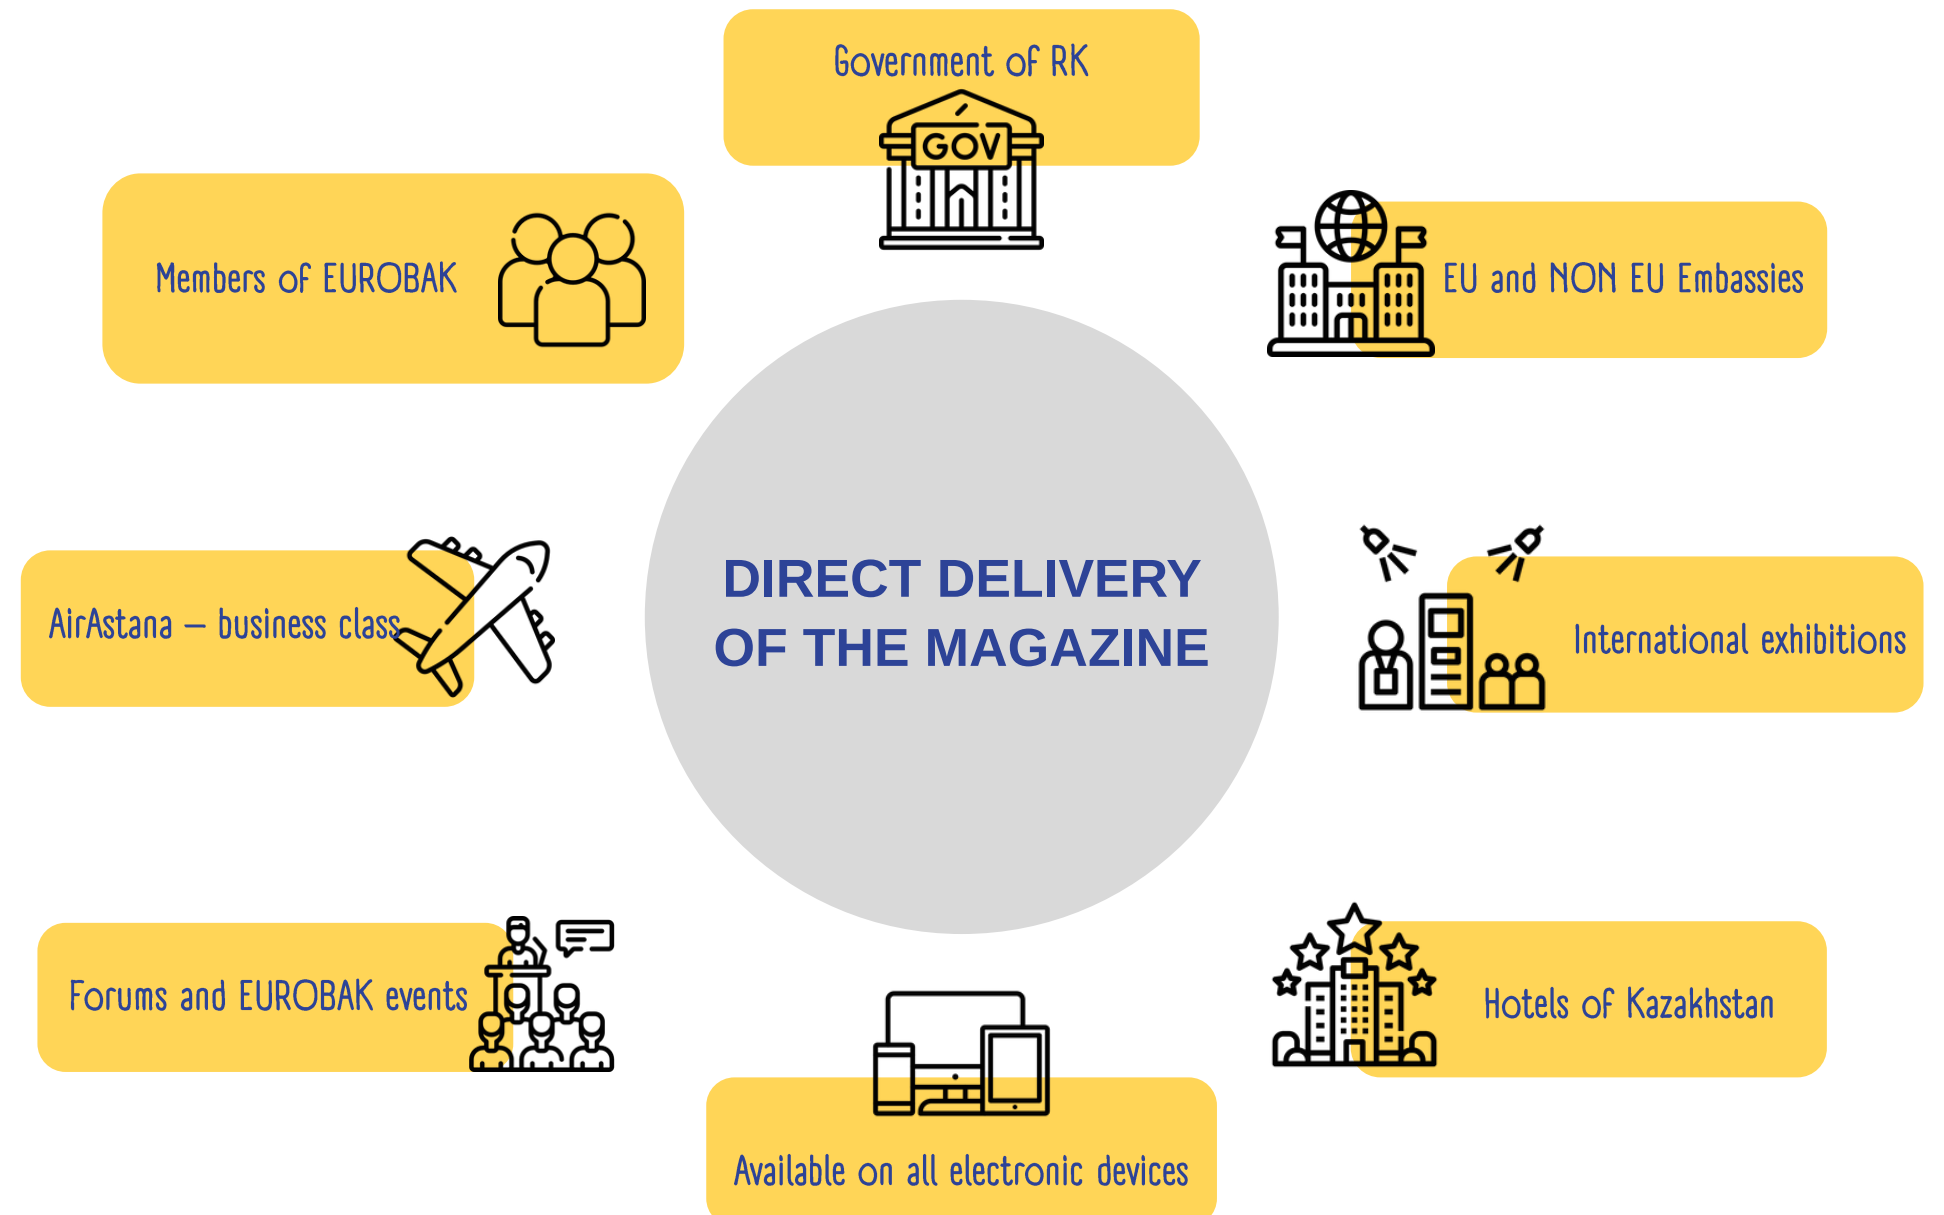 Government of RK
GOV
Members of EUROBAK
EU and NON EU Embassies
DIRECT DELIVERY
OF THE MAGAZINE
AirAstana – business class
International exhibitions
Forums and EUROBAK events
Hotels of Kazakhstan
Available on all electronic devices